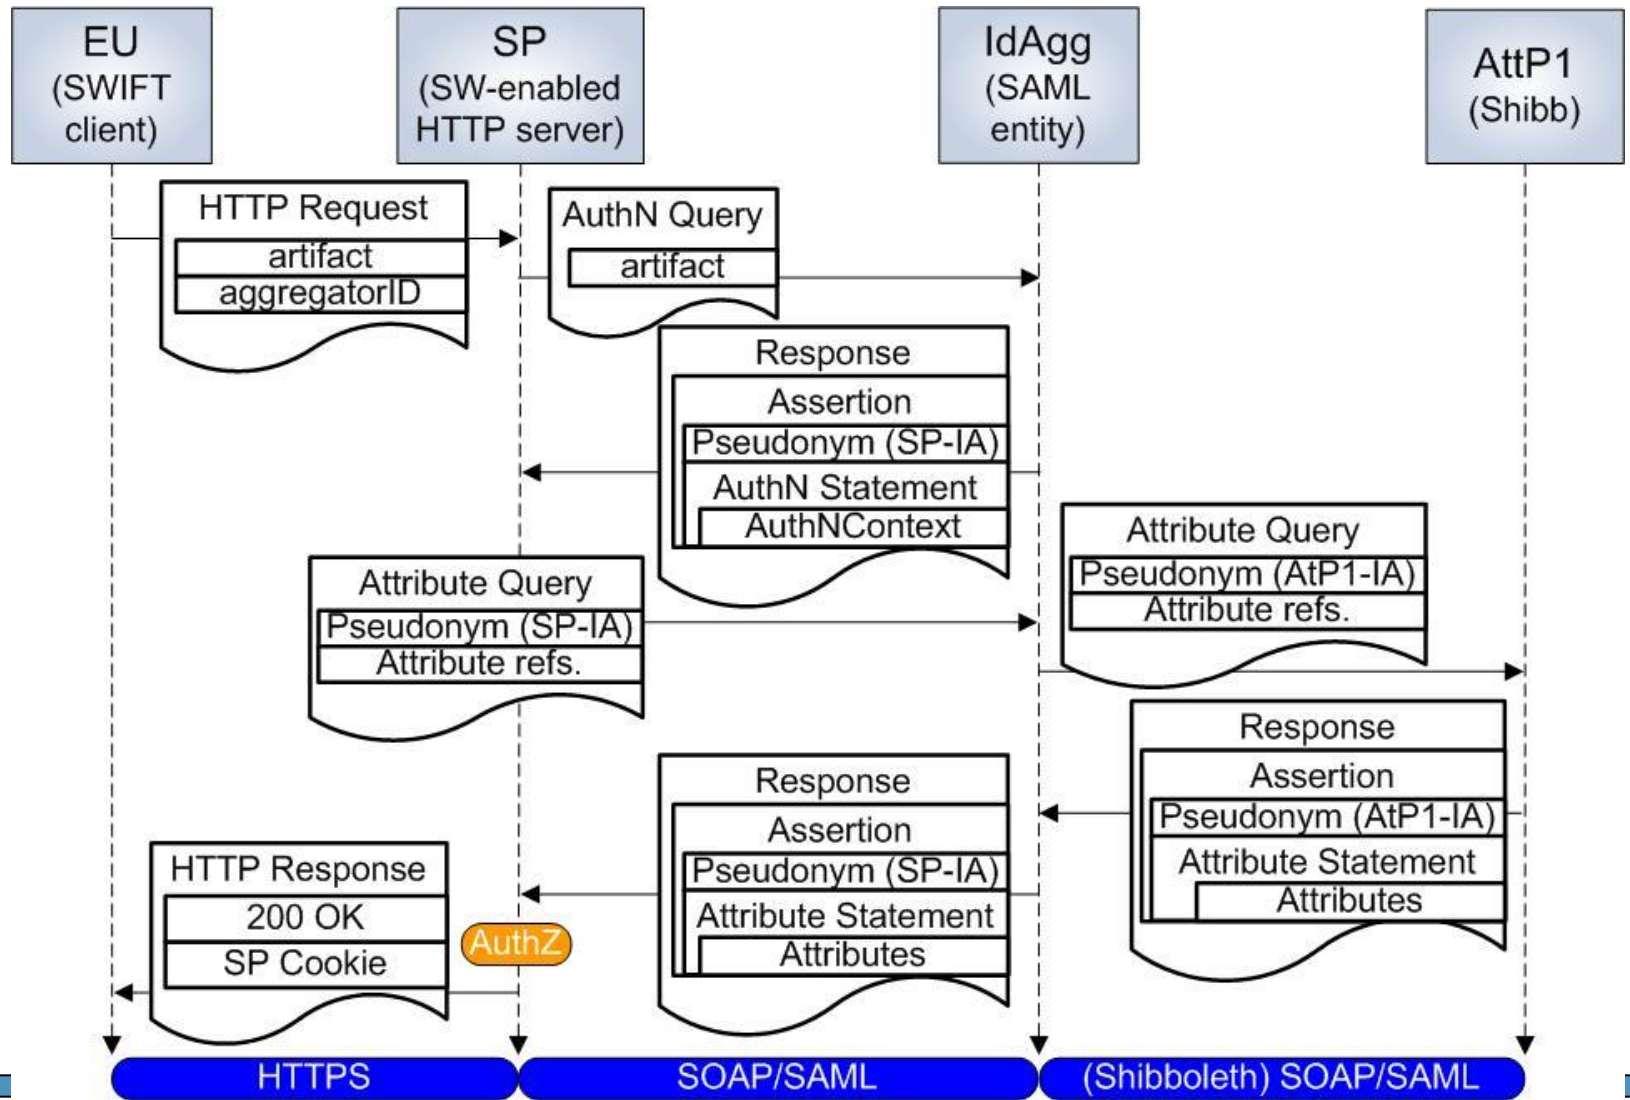 EU
(SWIFT
client)
SP
(SW-enabled
HTTP server)
IdAgg
(SAML
entity)
AttP1
(Shibb)
HTTP Request
artifact
aggregatorID
AuthN Query
artifact
Response
Assertion
Pseudonym (SP-IA)
AuthN Statement
AuthNContext
Attribute Query
Pseudonym (SP-IA)
Attribute refs.
Attribute Query
Pseudonym (AtP1-IA)
Attribute refs.
Response
Assertion
Pseudonym (AtP1-IA)
Attribute Statement
Attributes
Response
Assertion
Pseudonym (SP-IA)
Attribute Statement
Attributes
AuthZ
HTTP Response
200 OK
SP Cookie
HTTPS
SOAP/SAML
(Shibboleth) SOAP/SAML